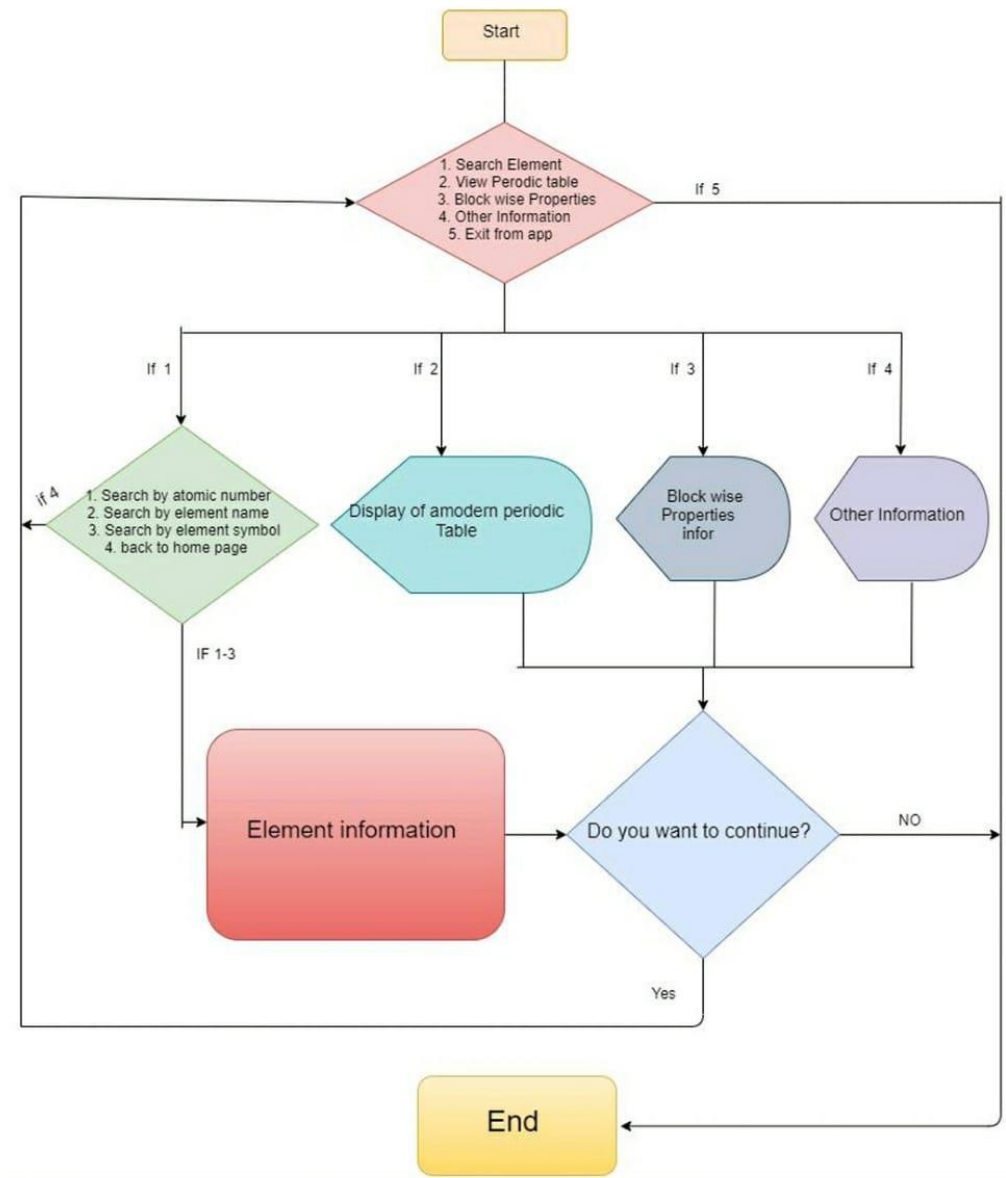 Start
1. Search Element
2. View Perodic table
3. Block wise Properties
4. Other Information
5. Exit from app
If 5
If 1
If 2
If 3
If 4
if 4
1. Search by atomic number
2. Search by element name
3. Search by element symbol
4. back to home page
Display of amodern periodic
Table
Block wise
Properties
infor
Other Information
IF 1-3
Element information
Do you want to continue?
NO
Yes
End